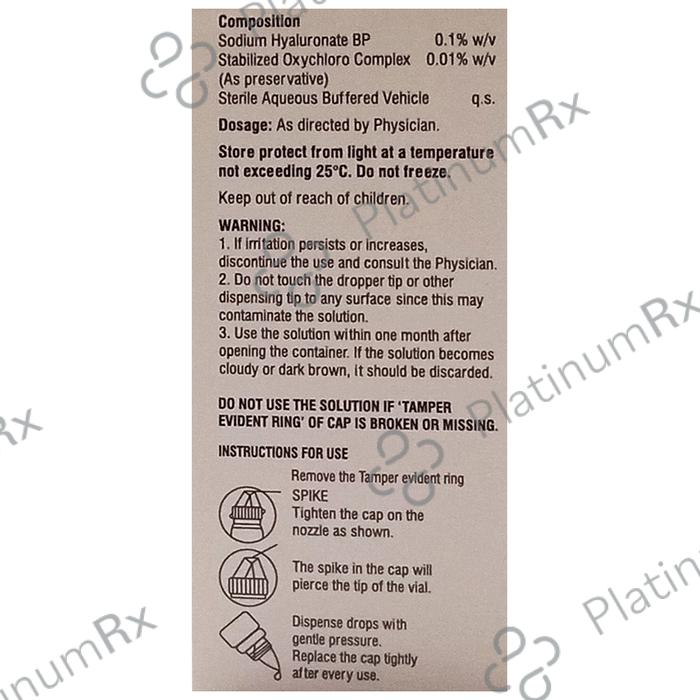 Composition
Sodium Hyaluronate BP 0.1% w/v
Stabilized Oxychloro Complex 0.01% w/v
(As preservative)
Sterile Aqueous Buffered Vehicle q.s.
Dosage: As directed by Physician.
Store protect from light at a temperature
not exceeding 25°C. Do not freeze.
Keep out of reach of children.
WARNING:
1. If irritation persists or increases,
discontinue the use and consult the Physician.
2. Do not touch the dropper tip or other
dispensing tip to any surface since this may
contaminate the solution.
3. Use the solution within one month after
opening the container. If the solution becomes
cloudy or dark brown, it should be discarded.
DO NOT USE THE SOLUTION IF ‘TAMPER
EVIDENT RING’ OF CAP IS BROKEN OR MISSING.
INSTRUCTIONS FOR USE
Remove the Tamper evident ring
SPIKE
Tighten the cap on the
nozzle as shown.
The spike in the cap will
pierce the tip of the vial.
Dispense drops with
gentle pressure.
Replace the cap tightly
after every use.
PlatinumRx
PlatinumRx
PlatinumRx
Rx
PlatinumRx
inumRx